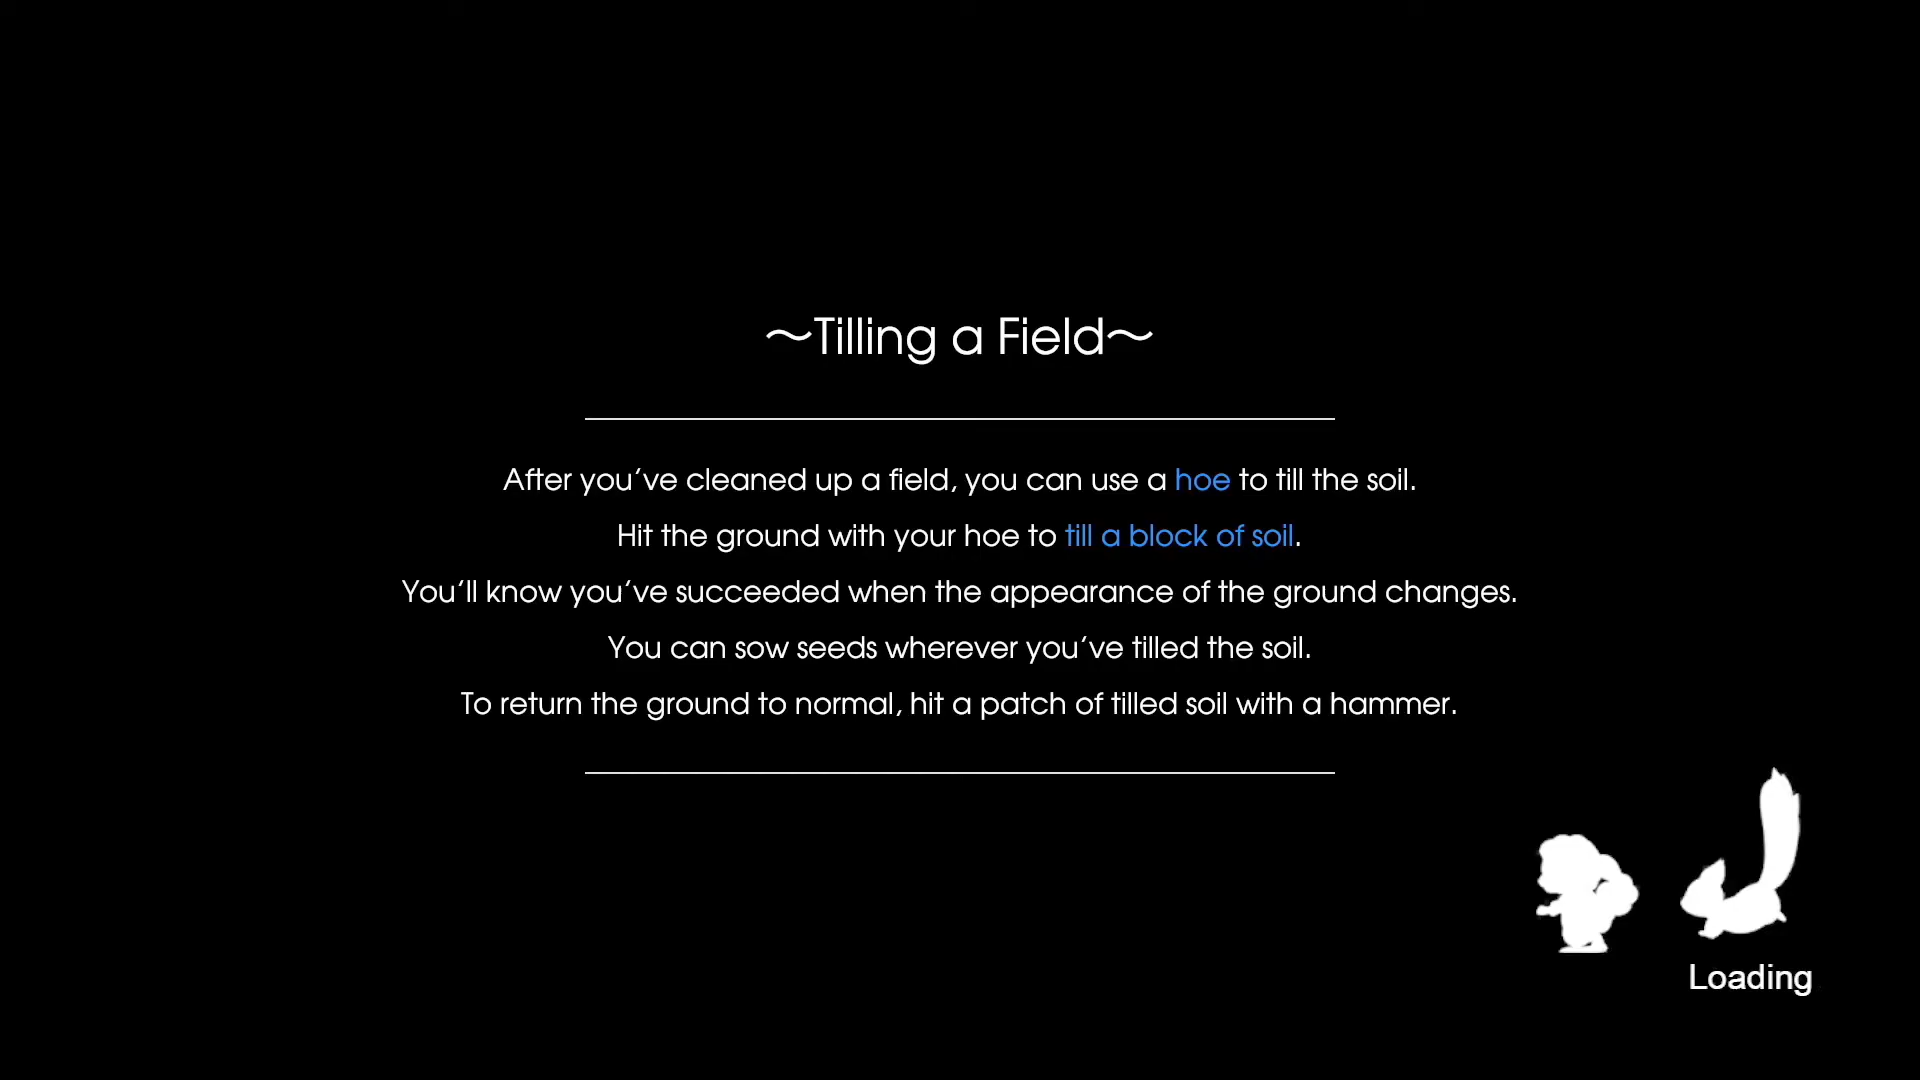 ～Tilling a Field～
After you’ve cleaned up a field, you can use a hoe to till the soil.
Hit the ground with your hoe to till a block of soil.
You’ll know you’ve succeeded when the appearance of the ground changes.
You can sow seeds wherever you’ve tilled the soil.
To return the ground to normal, hit a patch of tilled soil with a hammer.
Loading